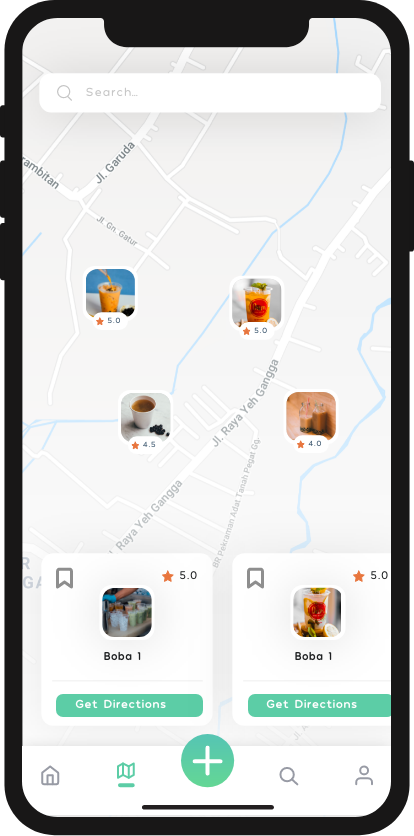 Search...
rambitan
Jl. Garuda
Jl. Gn. Gatur
5.0
5.0
4.5
4.0
Jl. Raya Yeh Gangga
Jl. Raya Yeh Gangga
BR Pekraman Adat Tanah Pegat Gg.
5.0
Boba 1
Get Directions
5.0
Boba 1
Get Directions